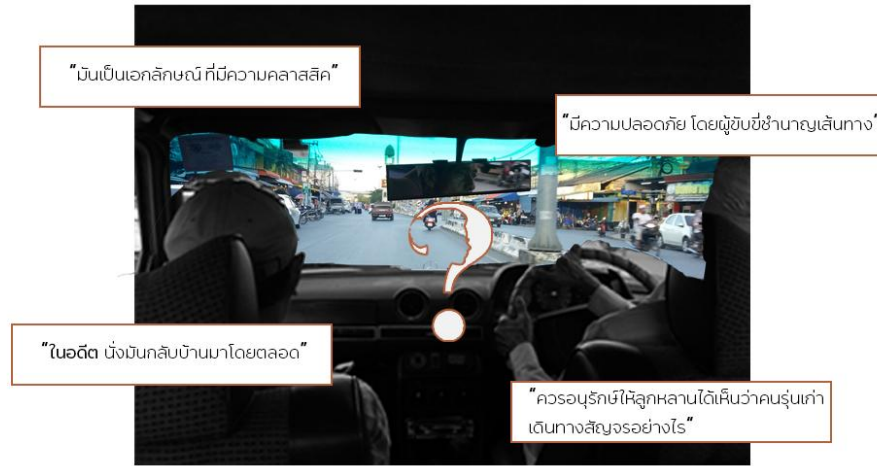 "มันเป็นเอกลักษณ์ ที่มีความคลาสสิค"
"มีความปลอดภัย โดยผู้ขับขี่ชำนาญเส้นทาง"
?
"ในอดีต นั่งมันกลับบ้านมาโดยตลอด"
"ควรอนุรักษ์ให้ลูกหลานได้เห็นว่าคนรุ่นเก่า
เดินทางสัญจรอย่างไร"